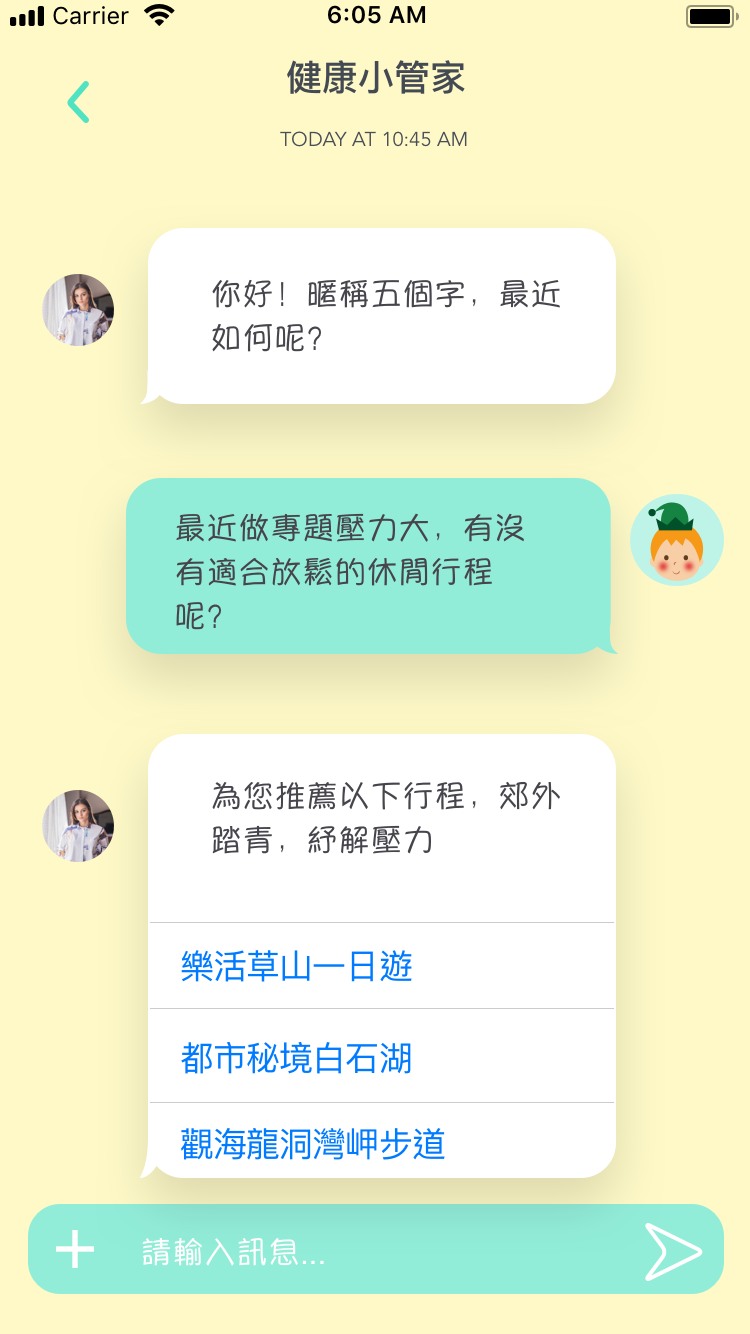 Carrier
6:05 AM
健康小管家
TODAY AT 10:45 AM
你好！暱稱五個字，最近
如何呢？
最近做專題壓力大，有沒
有適合放鬆的休閒行程
呢？
為您推薦以下行程，郊外
踏青，紓解壓力
樂活草山一日遊
都市秘境白石湖
觀海龍洞灣岬步道
請輸入訊息...